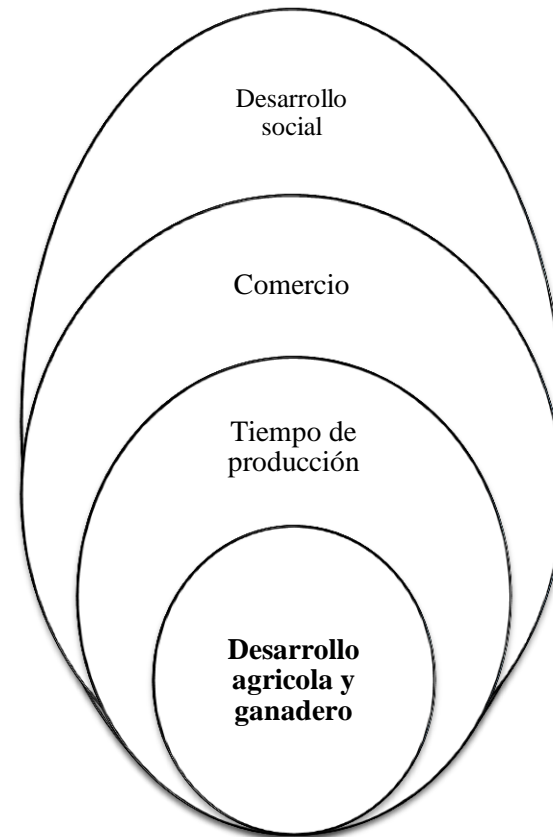 Desarrollo
social
Comercio
Tiempo de
producción
Desarrollo
agricola y
ganadero